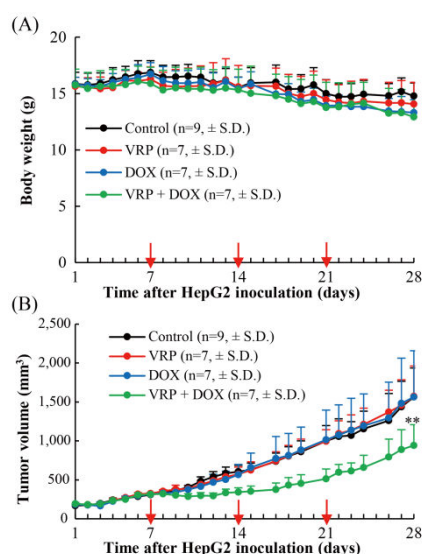 (A)
20
15
10
5
0
Body weight (g)
Control (n=9, ± S.D.)
VRP (n=7, ± S.D.)
DOX (n=7, ± S.D.)
VRP + DOX (n=7, ± S.D.)
1 7 14 21 28
Time after HepG2 inoculation (days)
(B)
2,500
2,000
1,500
1,000
500
0
Tumor volume (mm³)
Control (n=9, ± S.D.)
VRP (n=7, ± S.D.)
DOX (n=7, ± S.D.)
VRP + DOX (n=7, ± S.D.)
**
1 7 14 21 28
Time after HepG2 inoculation (days)